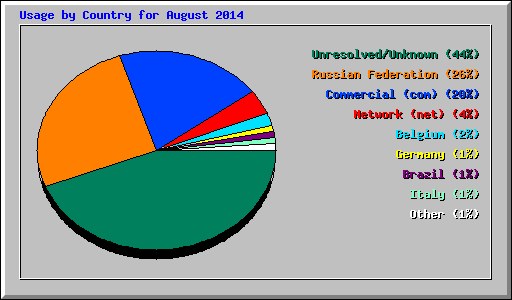 Usage by Country for August 2014
Unresolved/Unknown (44%)
Russian Federation (26%)
Commercial (com) (20%)
Network (net) (4%)
Belgium (2%)
Germany (1%)
Brazil (1%)
Italy (1%)
Other (1%)